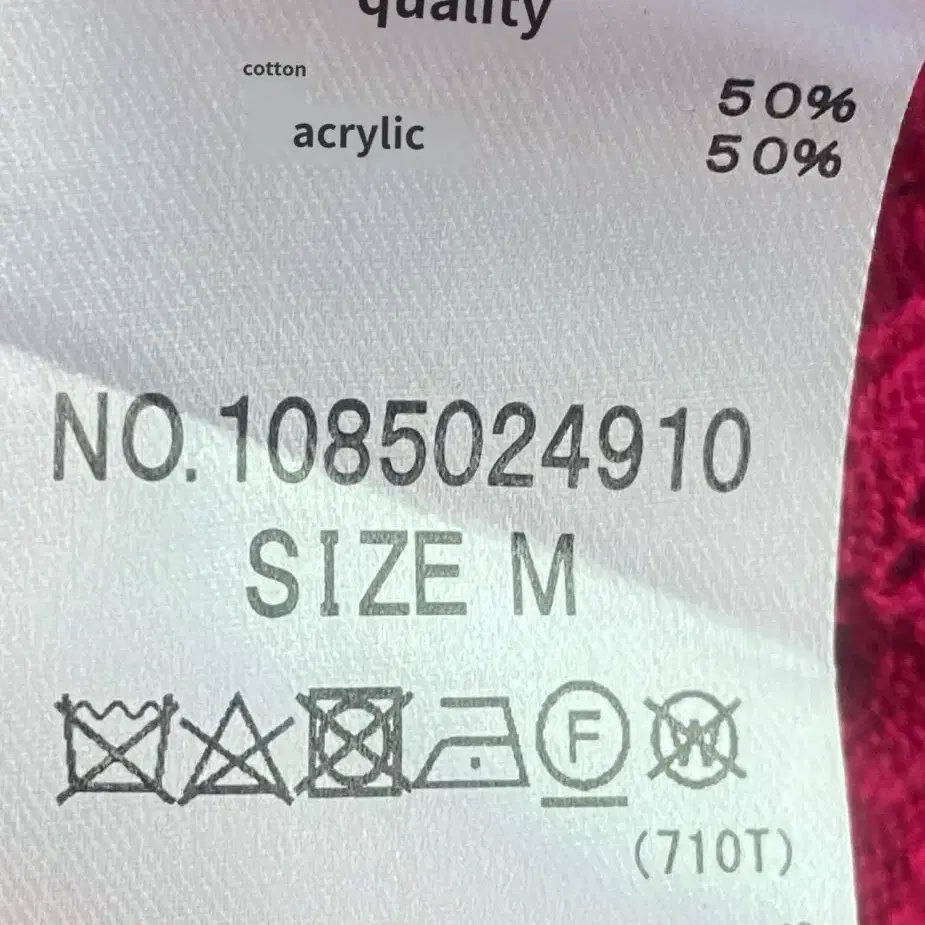 quality
cotton 50%
acrylic 50%
NO.1085024910
SIZE M
F W
(710T)